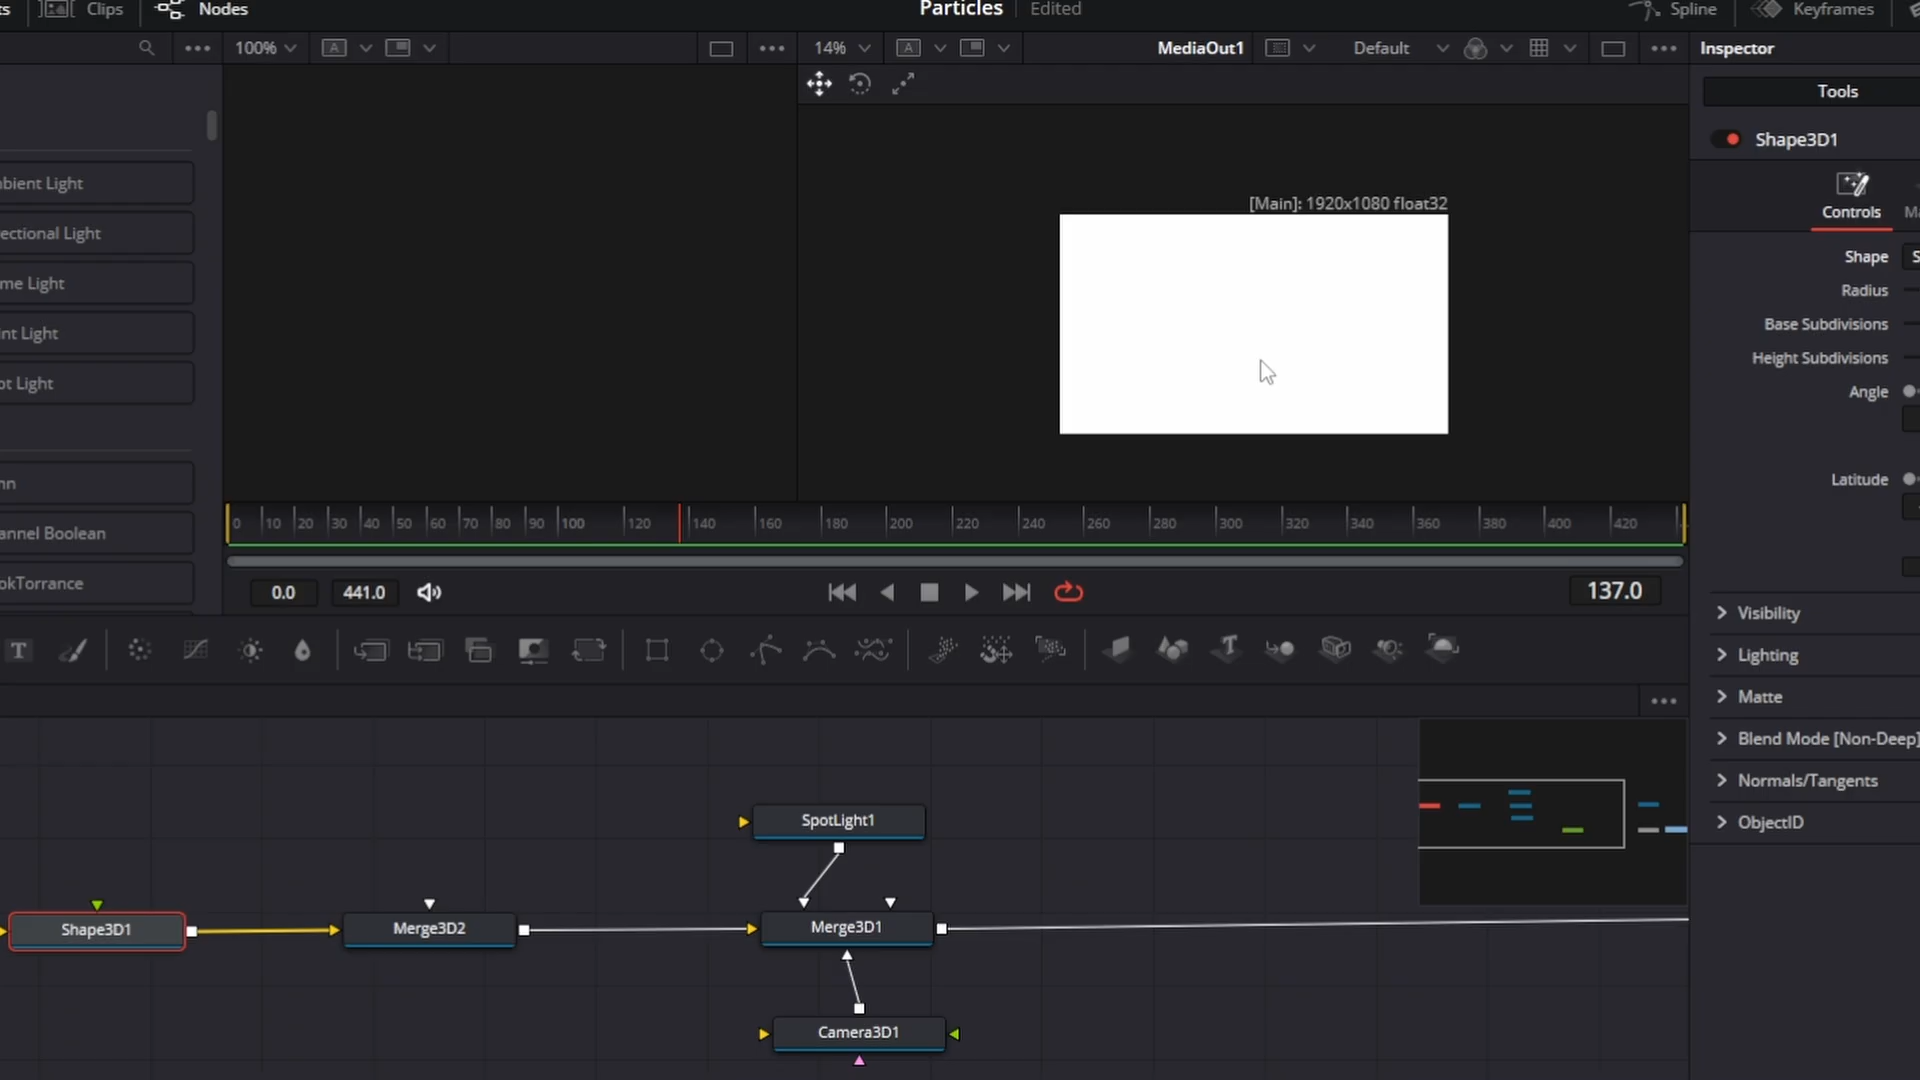 ts Clips Nodes Particles Edited Spline Keyframes
100% A 14% A MediaOut1 Default Inspector
Tools
Shape3D1
nbient Light
ectional Light
me Light
int Light
ot Light
nn
annel Boolean
okTorrance
[Main]: 1920x1080 float32
Controls
Shape
Radius
Base Subdivisions
Height Subdivisions
Angle
Latitude
0 10 20 30 40 50 60 70 80 90 100 120 140 160 180 200 220 240 260 280 300 320 340 360 380 400 420
0.0 441.0 137.0
Visibility
Lighting
Matte
Blend Mode [Non-Deep]
Normals/Tangents
ObjectID
T
T
SpotLight1
Shape3D1
Merge3D2
Merge3D1
Camera3D1